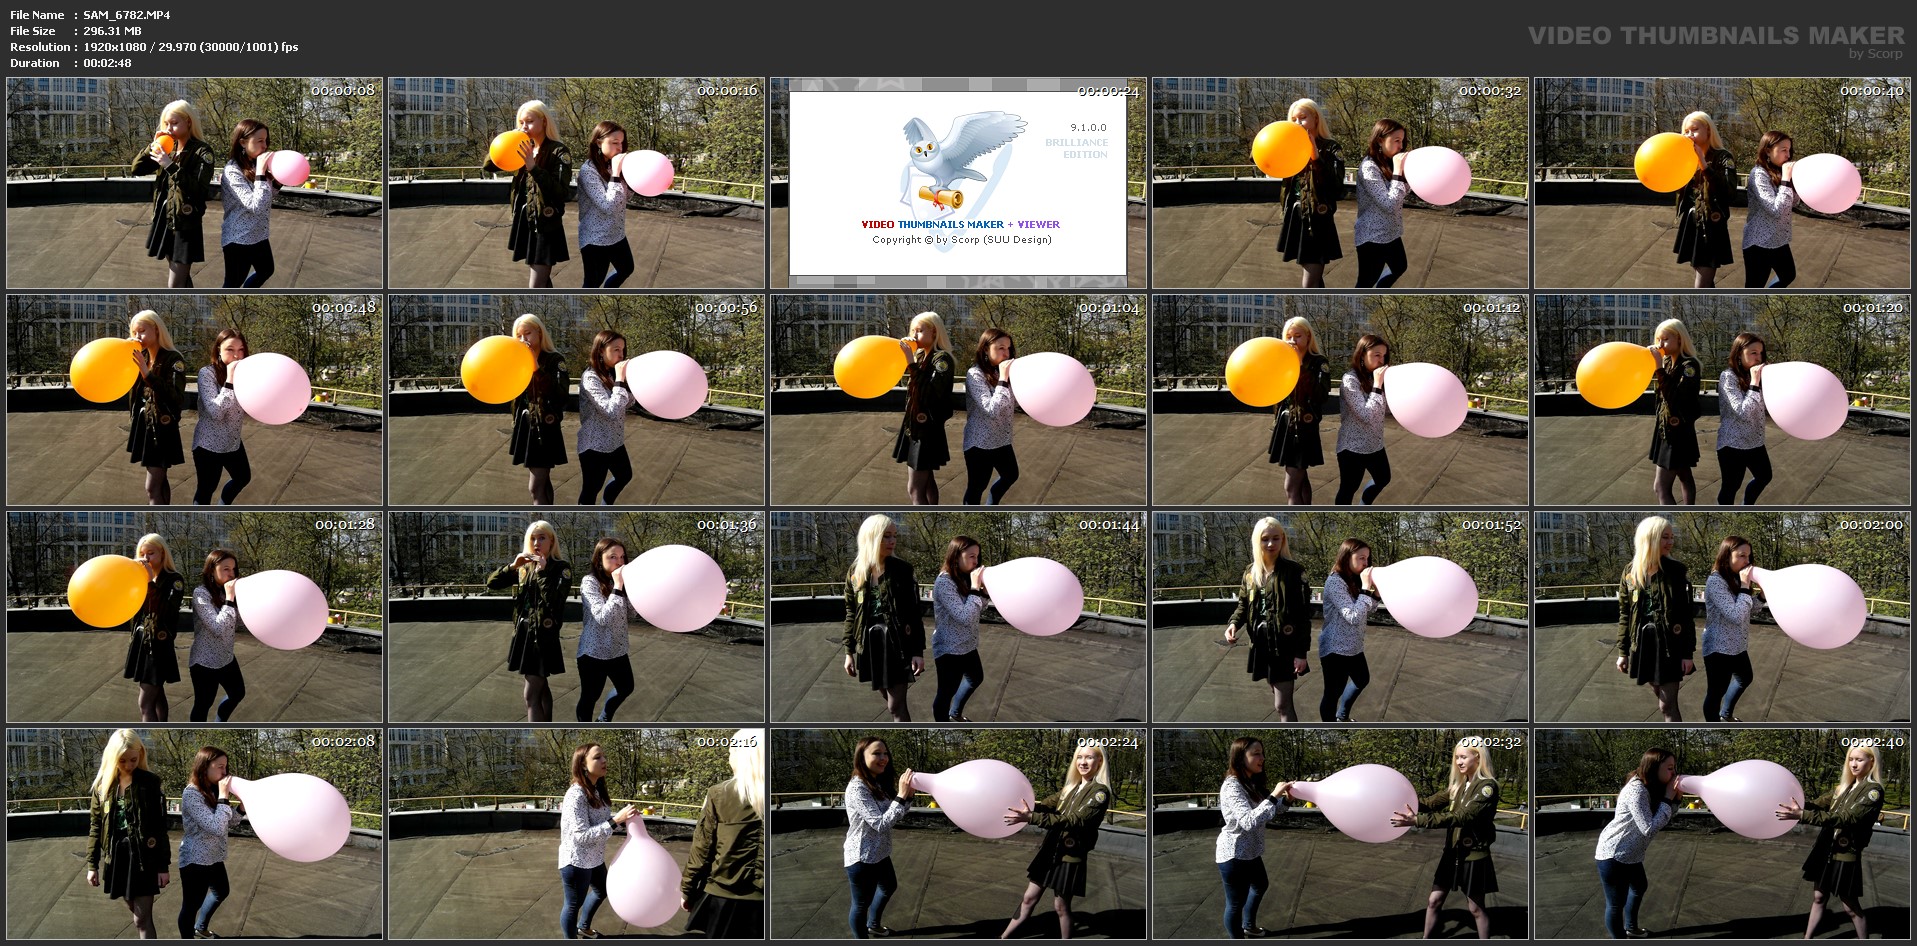 File Name : SAM_6782.MP4
File Size : 296.31 MB
Resolution : 1920x1080 / 29.970 (30000/1001) fps
Duration : 00:02:48
VIDEO THUMBNAILS MAKER
by Scorp
00:00:08
00:00:16
00:00:24
9.1.0.0
BRILLIANCE
EDITION
VIDEO THUMBNAILS MAKER + VIEWER
Copyright © by Scorp (SUU Design)
00:00:32
00:00:40
00:00:48
00:00:56
00:01:04
00:01:12
00:01:20
00:01:28
00:01:36
00:01:44
00:01:52
00:02:00
00:02:08
00:02:16
00:02:24
00:02:32
00:02:40